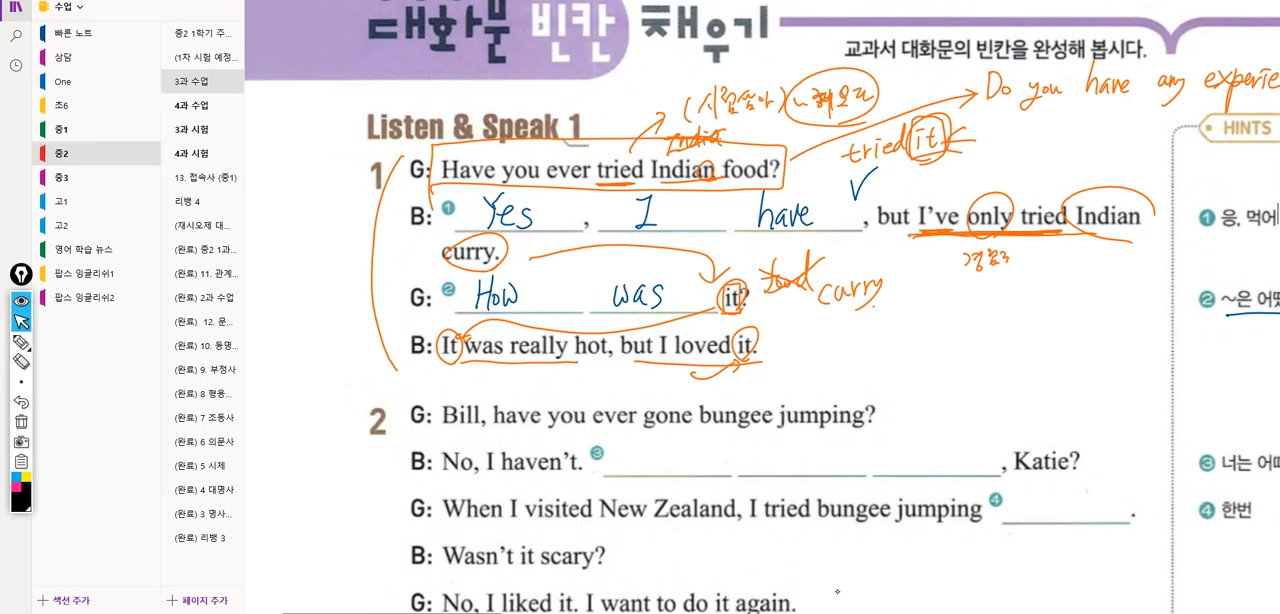 수업
빠른 노트
상담
One
초6
중1
중2
중3
고1
고2
영어 학습 뉴스
팝스 잉글리쉬1
팝스 잉글리쉬2
섹션 추가
중2 1학기 주...
(1차 시험 예정...
3과 수업
4과 수업
3과 시험
4과 시험
13. 접속사 (중1)
리뱅 4
(재시오제 대...
(완료) 중2 1과...
(완료) 11. 관계...
(완료) 2과 수업
(완료) 12. 문...
(완료) 10. 동명...
(완료) 9. 부정사
(완료) 8 형용...
(완료) 7 조동사
(완료) 6 의문사
(완료) 5 시제
(완료) 4 대명사
(완료) 3 명사...
(완료) 리뱅 3
페이지 추가
대화문 빈칸 채우기
교과서 대화문의 빈칸을 완성해 봅시다.
Do you have any experie
Listen & Speak 1
HINTS
India
tried it
1 G: Have you ever tried Indian food?
B: ① Yes, I have, but I've only tried Indian
curry.
경험
G: ② How was it?
food curry
B: It was really hot, but I loved it.
2 G: Bill, have you ever gone bungee jumping?
B: No, I haven't. ③ , Katie?
G: When I visited New Zealand, I tried bungee jumping ④ .
B: Wasn't it scary?
G: No, I liked it. I want to do it again.
① 응, 먹어
② ~은 어땠
③ 너는 어때
④ 한번